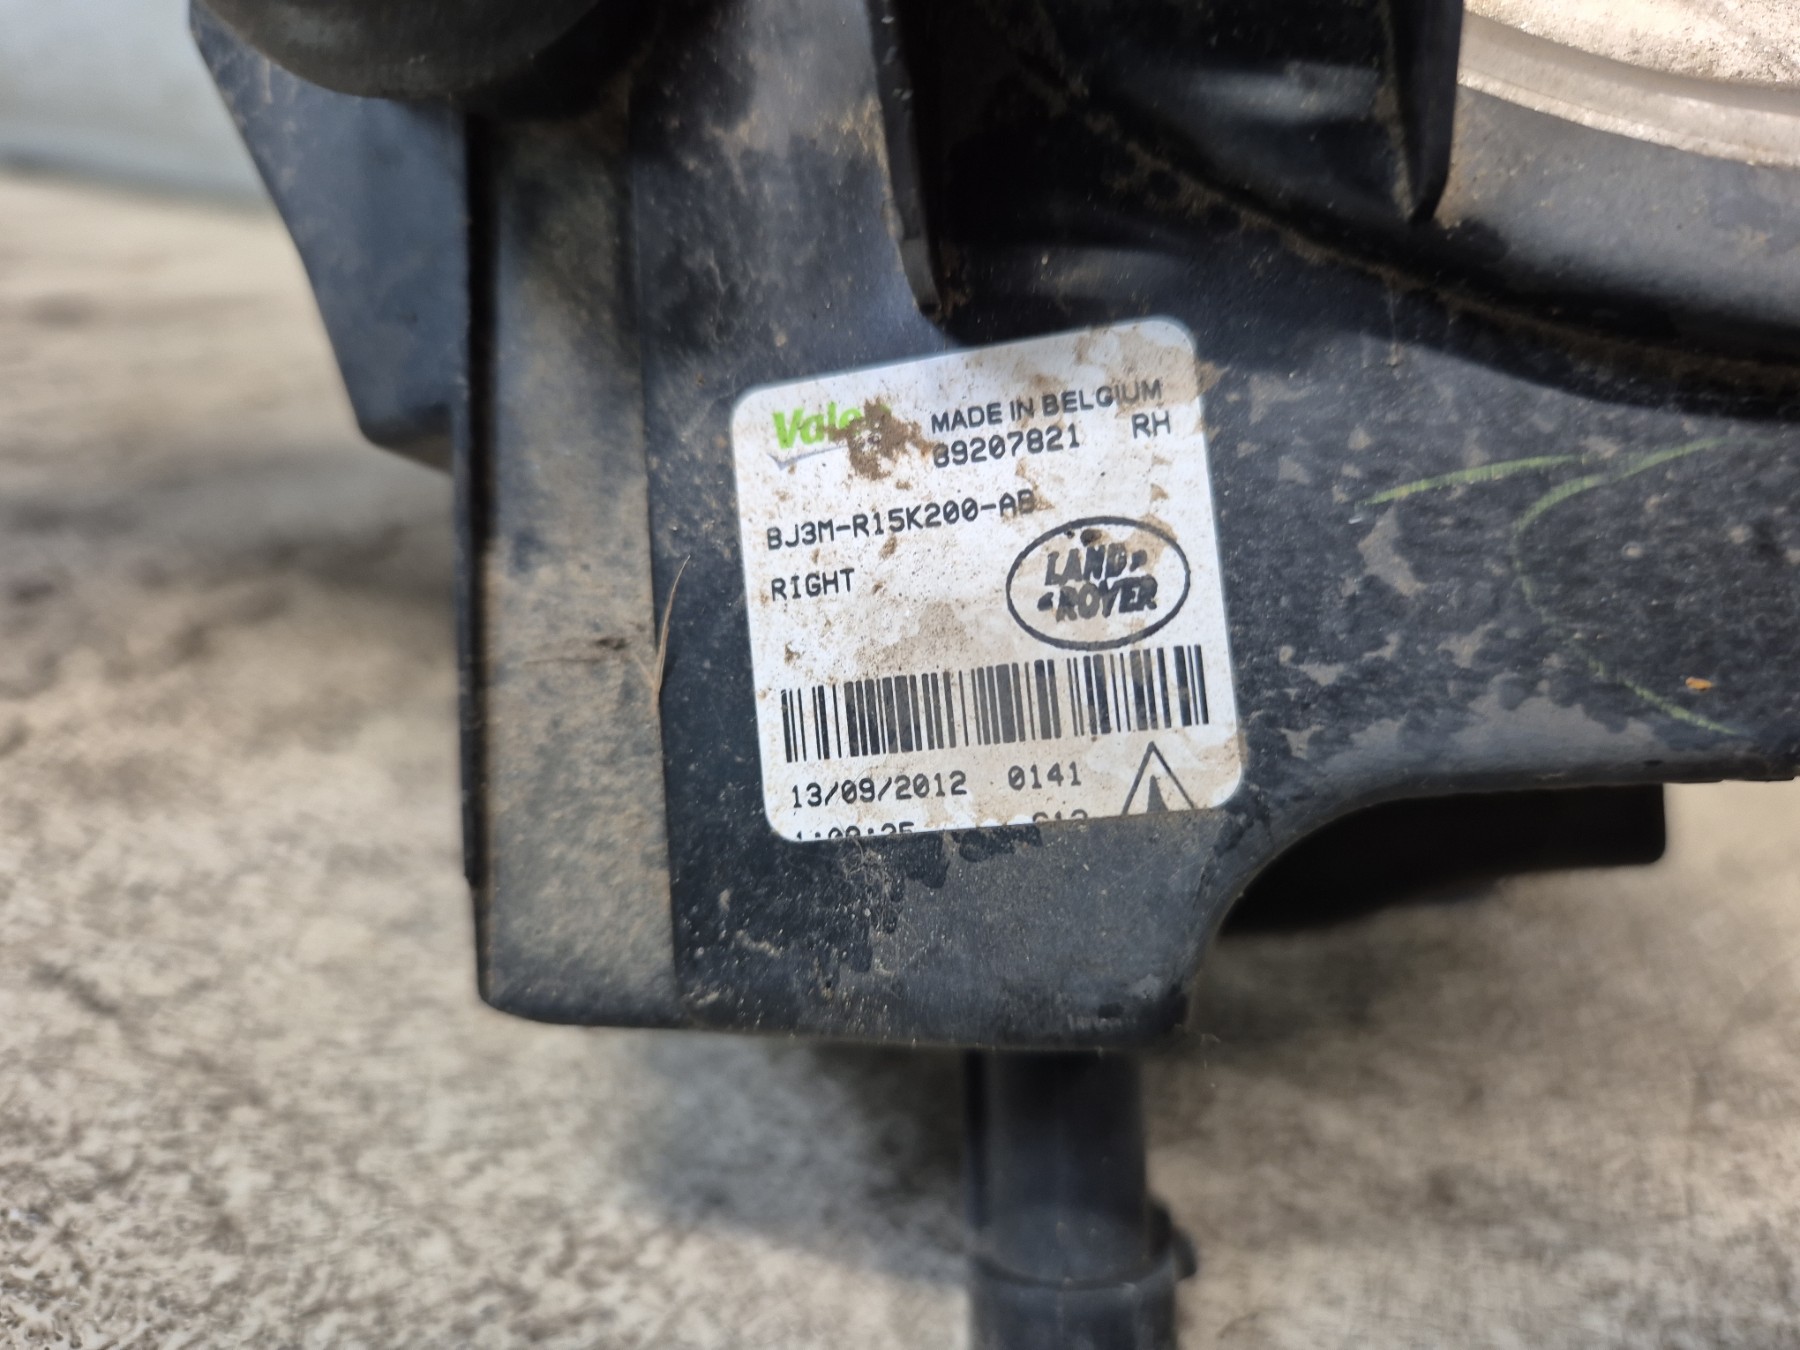 Valeo MADE IN BELGIUM
89207821 RH
BJ3M-R15K200-AB
RIGHT
LAND
ROVER
13/09/2012 0141